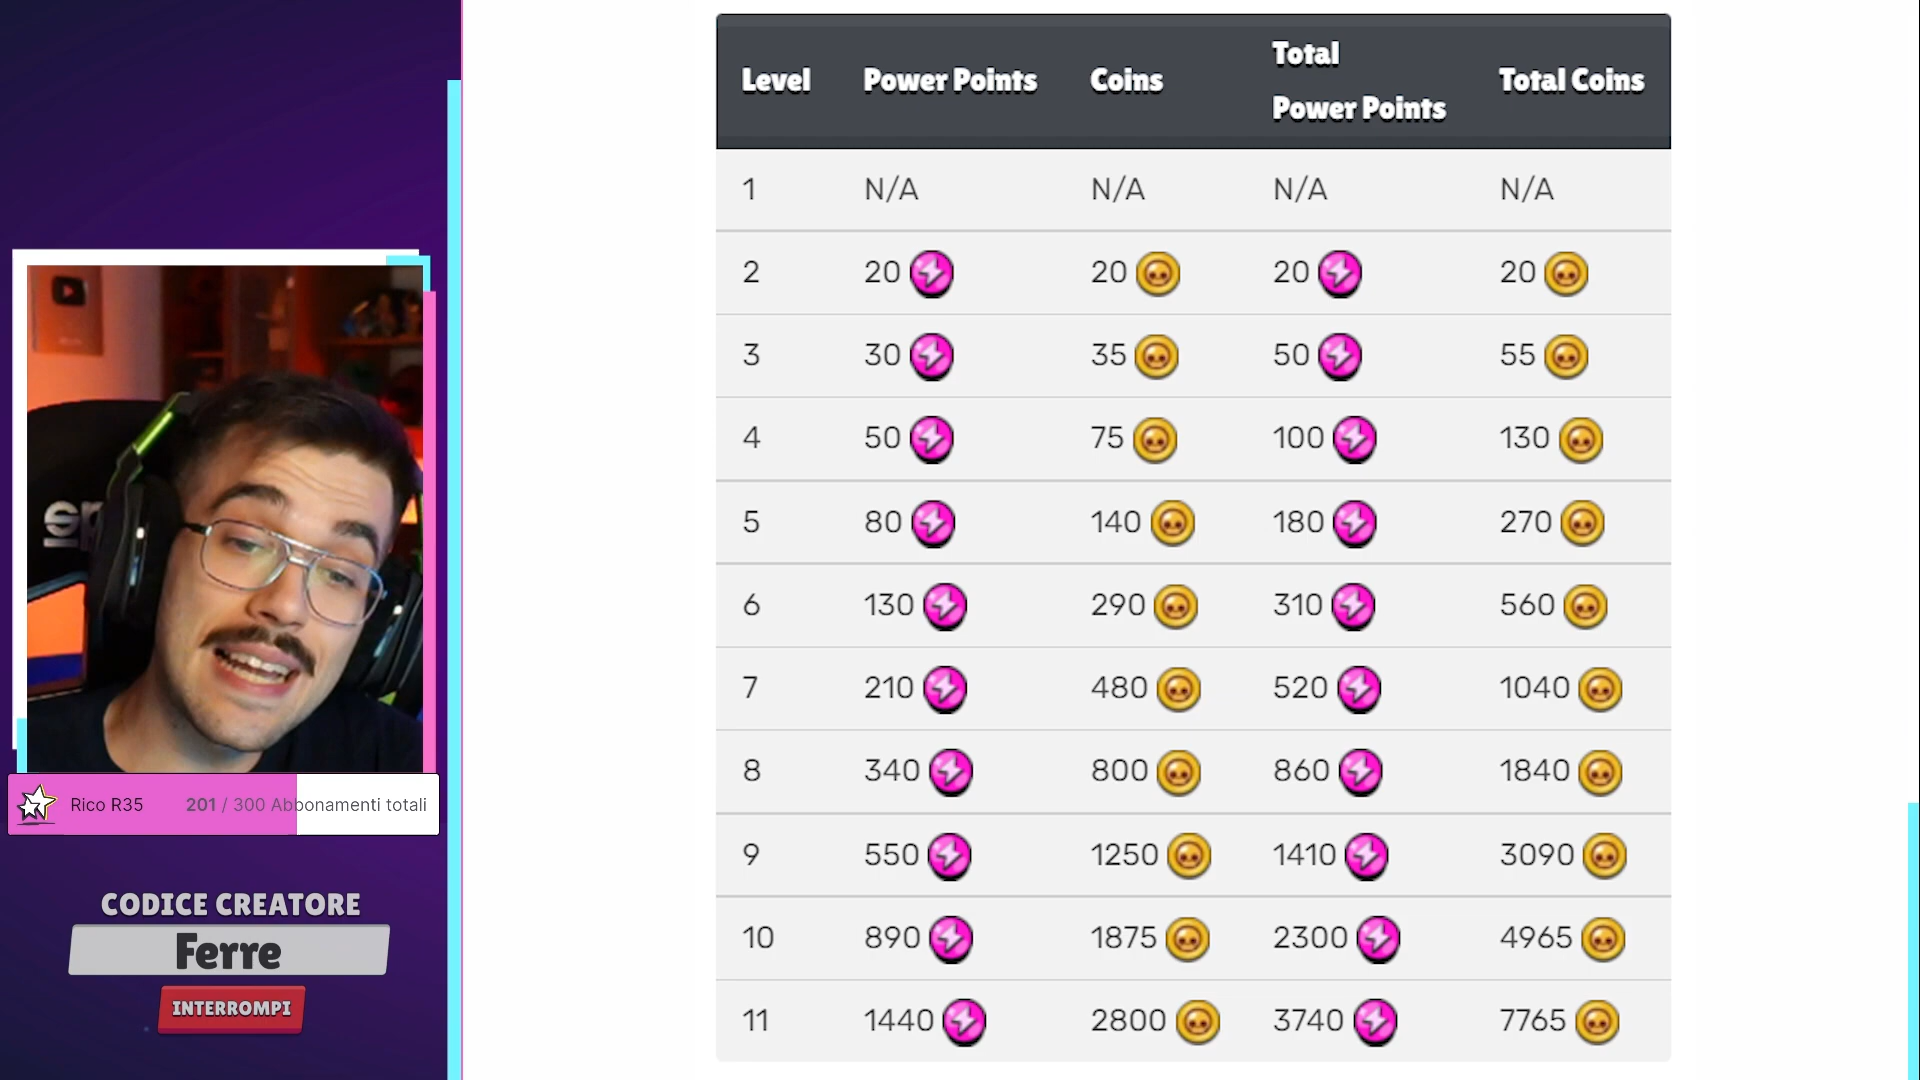 Rico R35 201 / 300 Abbonamenti totali
CODICE CREATORE
Ferre
INTERROMPI
Level Power Points Coins Total Power Points Total Coins
1 N/A N/A N/A N/A
2 20 20 20 20
3 30 35 50 55
4 50 75 100 130
5 80 140 180 270
6 130 290 310 560
7 210 480 520 1040
8 340 800 860 1840
9 550 1250 1410 3090
10 890 1875 2300 4965
11 1440 2800 3740 7765